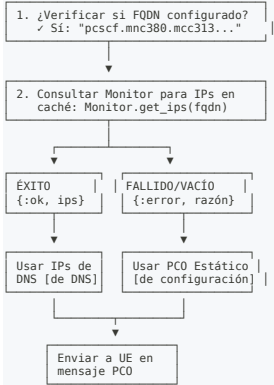 1. ¿Verificar si FQDN configurado?
✓ Sí: "pcscf.mnc380.mcc313..."
2. Consultar Monitor para IPs en
caché: Monitor.get_ips(fqdn)
ÉXITO
{:ok, ips}
FALLIDO/VACÍO
{:error, razón}
Usar IPs de
DNS [de DNS]
Usar PCO Estático
[de configuración]
Enviar a UE en
mensaje PCO